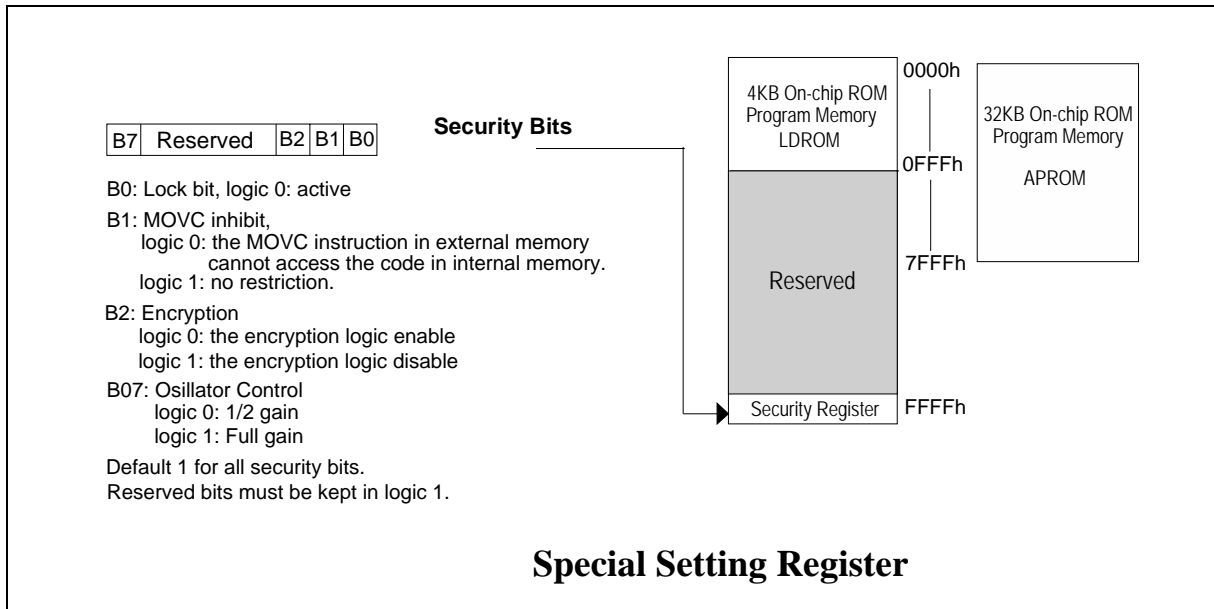 B7 Reserved B2 B1 B0
Security Bits
B0: Lock bit, logic 0: active
B1: MOVC inhibit,
logic 0: the MOVC instruction in external memory
cannot access the code in internal memory.
logic 1: no restriction.
B2: Encryption
logic 0: the encryption logic enable
logic 1: the encryption logic disable
B07: Osillator Control
logic 0: 1/2 gain
logic 1: Full gain
Default 1 for all security bits.
Reserved bits must be kept in logic 1.
4KB On-chip ROM
Program Memory
LDROM
Reserved
Security Register
0000h
0FFFh
7FFFh
FFFFh
32KB On-chip ROM
Program Memory
APROM
Special Setting Register